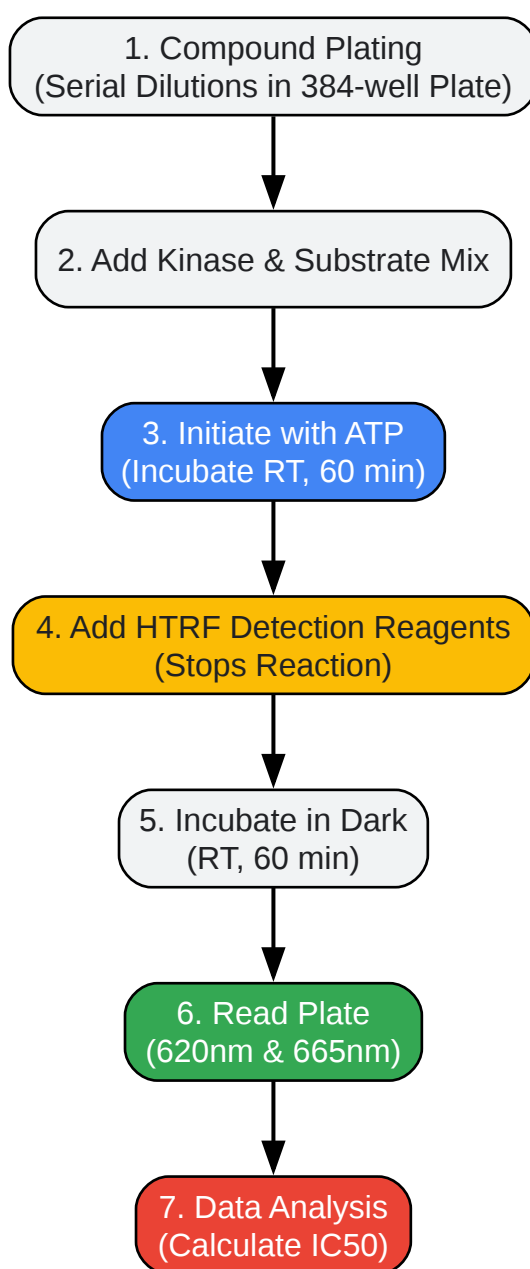 1. Compound Plating
(Serial Dilutions in 384-well Plate)
2. Add Kinase & Substrate Mix
3. Initiate with ATP
(Incubate RT, 60 min)
4. Add HTRF Detection Reagents
(Stops Reaction)
5. Incubate in Dark
(RT, 60 min)
6. Read Plate
(620nm & 665nm)
7. Data Analysis
(Calculate IC50)